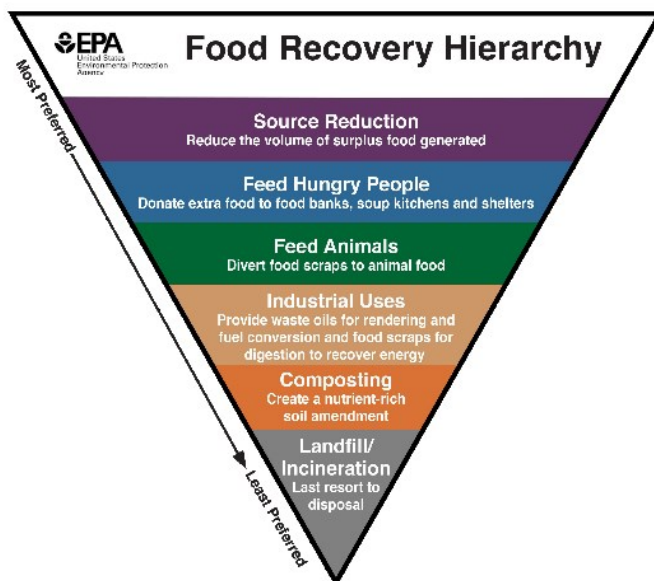 EPA
United States
Environmental Protection
Agency
Food Recovery Hierarchy
Most Preferred
Source Reduction
Reduce the volume of surplus food generated
Feed Hungry People
Donate extra food to food banks, soup kitchens and shelters
Feed Animals
Divert food scraps to animal food
Industrial Uses
Provide waste oils for rendering and
fuel conversion and food scraps for
digestion to recover energy
Composting
Create a nutrient-rich
soil amendment
Landfill/
Incineration
Last resort to
disposal
Least Preferred